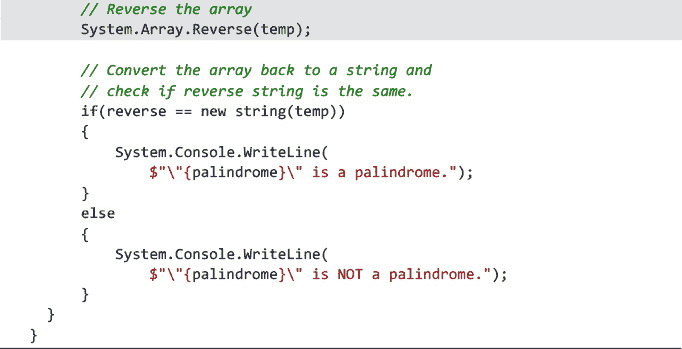 // Reverse the array
System.Array.Reverse(temp);
// Convert the array back to a string and
// check if reverse string is the same.
if(reverse == new string(temp))
{
System.Console.WriteLine(
$"\"{palindrome}\" is a palindrome.");
}
else
{
System.Console.WriteLine(
$"\"{palindrome}\" is NOT a palindrome.");
}
}
}